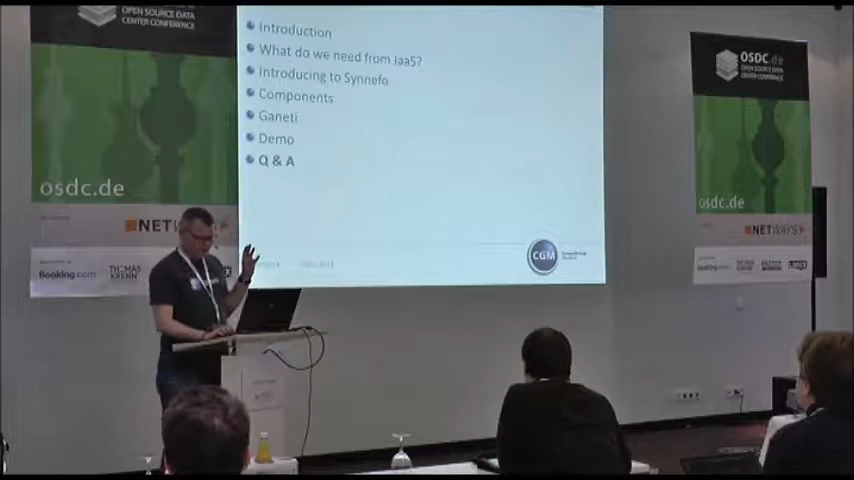 OPEN SOURCE DATA
CENTER CONFERENCE
Introduction
What do we need from IaaS?
Introducing to Synnefo
Components
Ganeti
Demo
Q & A
CGM
osdc.de
NET
Booking.com
THOMAS
KRENN
OSDC.de
OPEN SOURCE DATA
CENTER CONFERENCE
osdc.de
NETWAYS